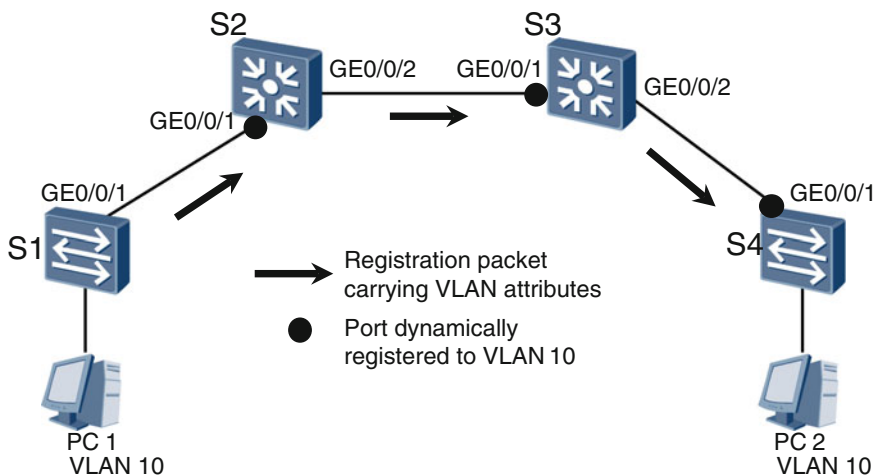 S2
S3
GE0/0/2
GE0/0/1
GE0/0/2
GE0/0/1
GE0/0/1
GE0/0/1
S1
S4
Registration packet
carrying VLAN attributes
Port dynamically
registered to VLAN 10
PC 1
VLAN 10
PC 2
VLAN 10